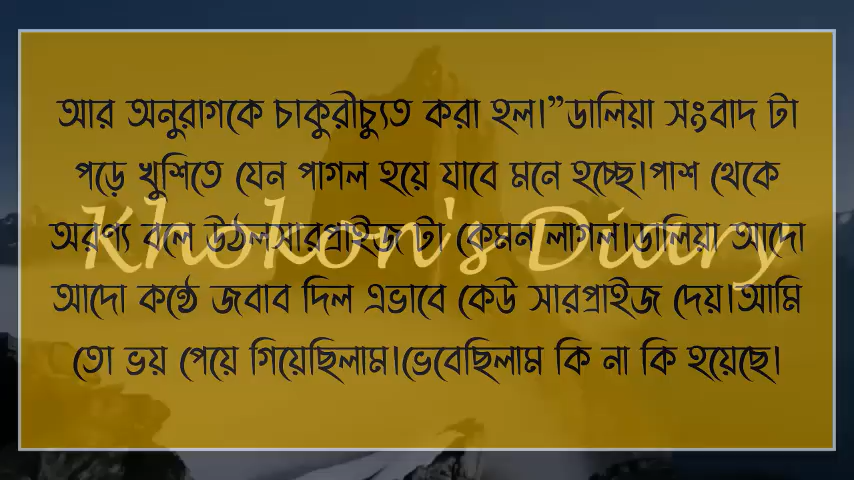 আর অনুরাগকে চাকুরীচ্যুত করা হল।”ডালিয়া সংবাদ টা
পড়ে খুশিতে যেন পাগল হয়ে যাবে মনে হচ্ছে।পাশ থেকে
অরণ্য বলে উঠলসারপ্রাইজ টা কেমন লাগল।ডালিয়া আদো
আদো কন্ঠে জবাব দিল এভাবে কেউ সারপ্রাইজ দেয়।আমি
তো ভয় পেয়ে গিয়েছিলাম।ভেবেছিলাম কি না কি হয়েছে।
Khokon's Diary